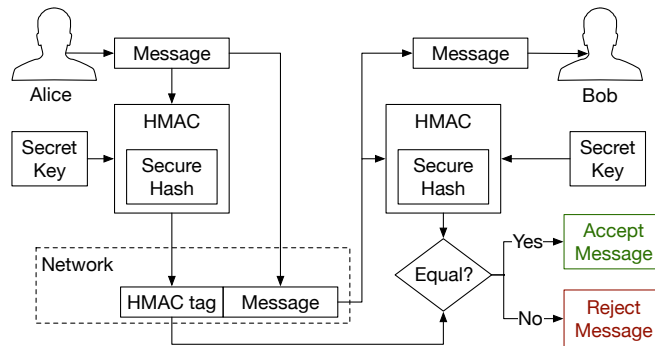 Message
Message
Alice
Bob
HMAC
HMAC
Secret
Key
Secure
Hash
Secure
Hash
Secret
Key
Network
HMAC tag
Message
Equal?
Yes
Accept
Message
No
Reject
Message